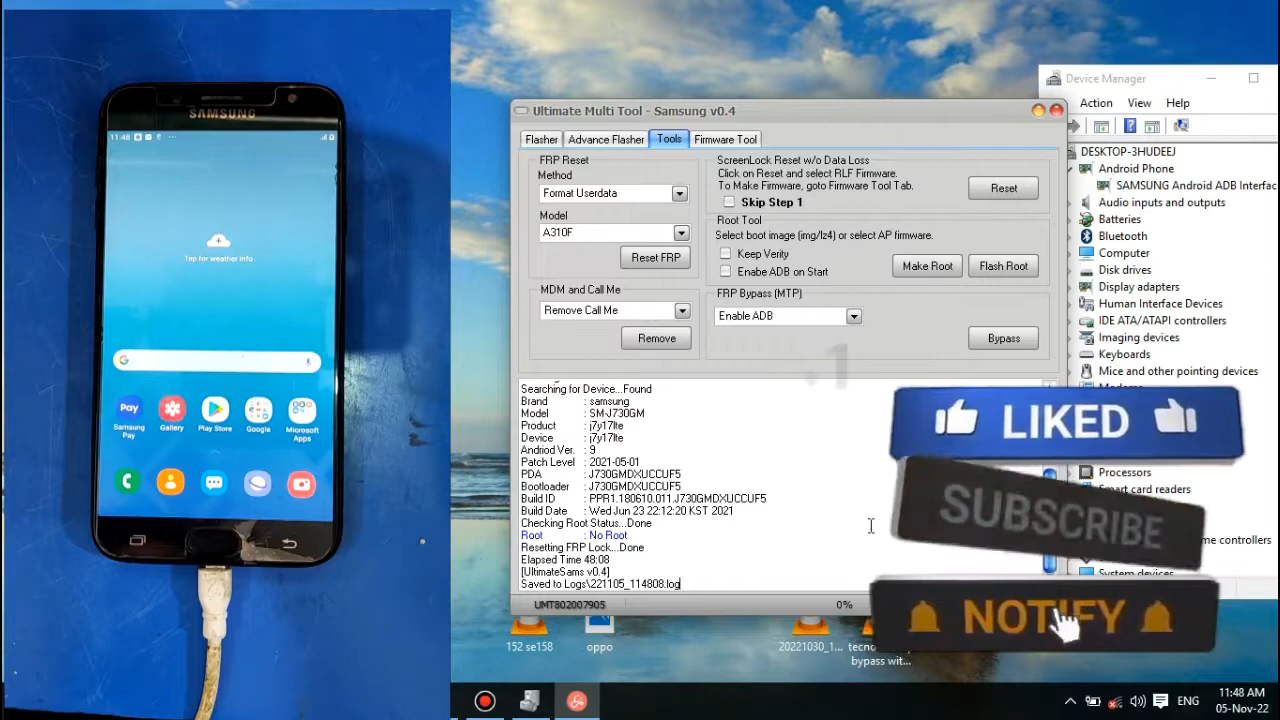 SAMSUNG
11:48
Tap for weather info
Samsung Pay
Gallery
Play Store
Google
Microsoft Apps
Pay
Ultimate Multi Tool - Samsung v0.4
Flasher
Advance Flasher
Tools
Firmware Tool
FRP Reset
Method
Format Userdata
Model
A310F
Reset FRP
MDM and Call Me
Remove Call Me
Remove
ScreenLock Reset w/o Data Loss
Click on Reset and select RLF Firmware.
To Make Firmware, goto Firmware Tool Tab.
Skip Step 1
Reset
Root Tool
Select boot image (img/lz4) or select AP firmware.
Keep Verity
Enable ADB on Start
Make Root
Flash Root
FRP Bypass (MTP)
Enable ADB
Bypass
Searching for Device...Found
Brand : samsung
Model : SM-J730GM
Product : j7y17lte
Device : j7y17lte
Andriod Ver. : 9
Patch Level : 2021-05-01
PDA : J730GMDXUCCUF5
Bootloader : J730GMDXUCCUF5
Build ID : PPR1.180610.011.J730GMDXUCCUF5
Build Date : Wed Jun 23 22:12:20 KST 2021
Checking Root Status...Done
Root : No Root
Resetting FRP Lock...Done
Elapsed Time 48:08
[UltimateSams v0.4]
Saved to Logs\221105_114808.log
UMT802007905
0%
Device Manager
Action View Help
DESKTOP-3HUDEEJ
Android Phone
SAMSUNG Android ADB Interfac
Audio inputs and outputs
Batteries
Bluetooth
Computer
Disk drives
Display adapters
Human Interface Devices
IDE ATA/ATAPI controllers
Imaging devices
Keyboards
Mice and other pointing devices
Processors
Smart card readers
me controllers
System devices
LIKED
SUBSCRIBE
NOTIFY
152 se158
oppo
20221030_1...
tecno
bypass wit...
ENG
11:48 AM
05-Nov-22